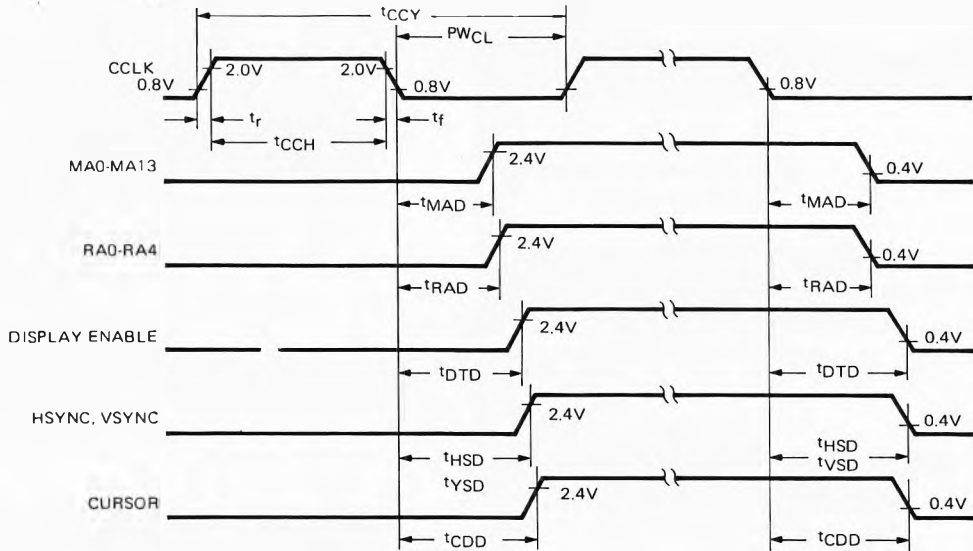 tCCY
PWCL
CCLK
0.8V
2.0V
2.0V
0.8V
0.8V
tr
tf
tCCH
MA0-MA13
2.4V
0.4V
tMAD
tMAD
RA0-RA4
2.4V
0.4V
tRAD
tRAD
DISPLAY ENABLE
2.4V
0.4V
tDTD
tDTD
HSYNC, VSYNC
2.4V
0.4V
tHSD
tYSD
tHSD
tVSD
CURSOR
2.4V
0.4V
tCDD
tCDD